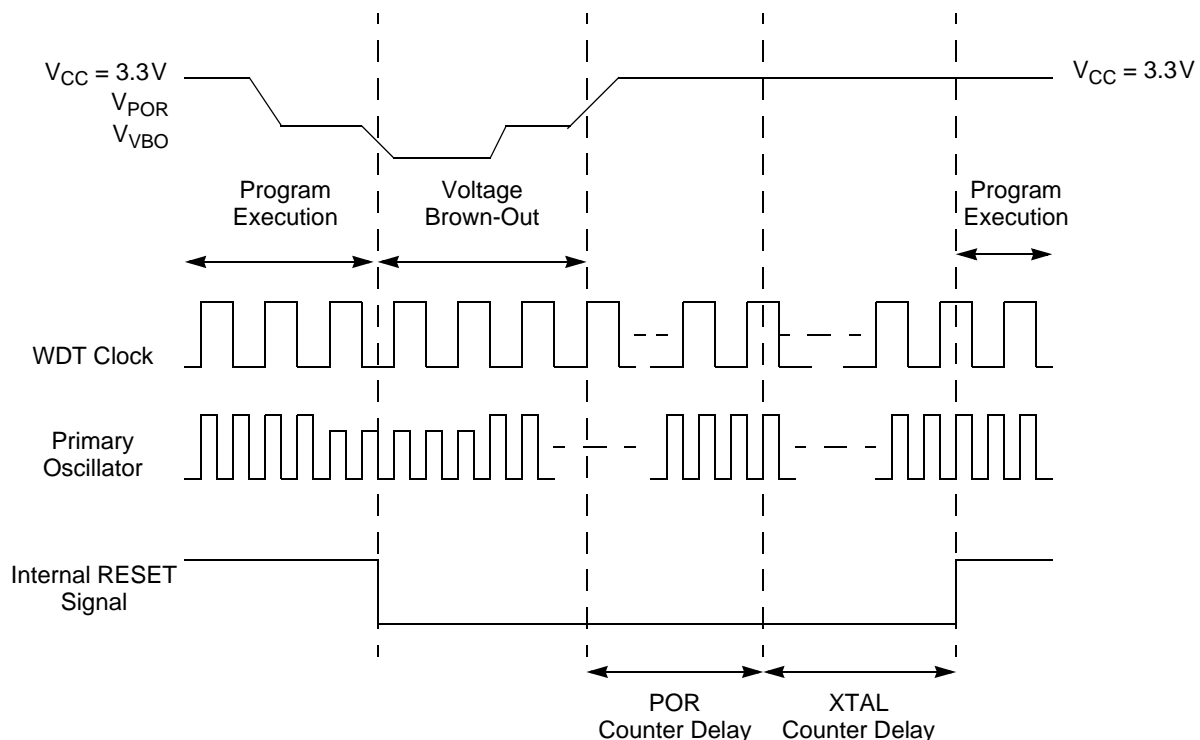 V_CC = 3.3V
V_CC = 3.3V
V_POR
V_VBO
Program
Execution
Voltage
Brown-Out
Program
Execution
WDT Clock
Primary
Oscillator
Internal RESET
Signal
POR
Counter Delay
XTAL
Counter Delay